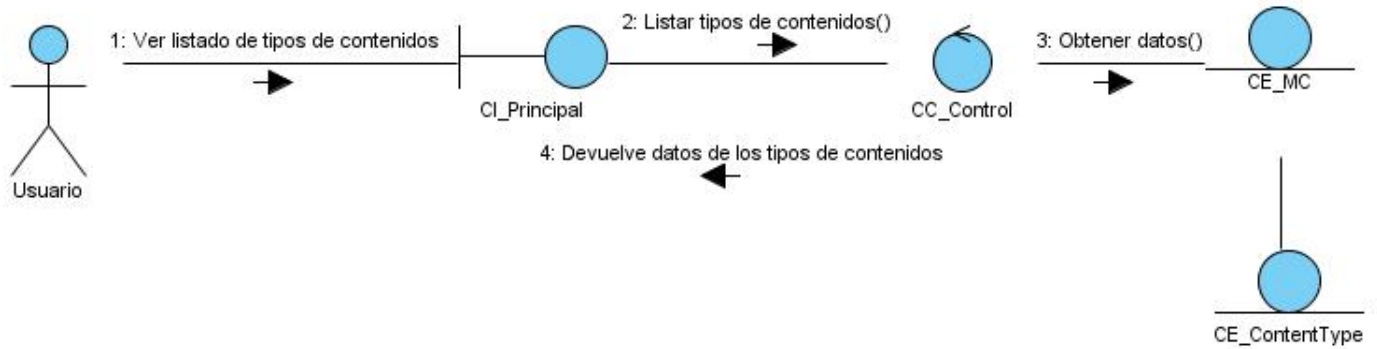 2: Listar tipos de contenidos()
1: Ver listado de tipos de contenidos
3: Obtener datos()
CE_MC
CI_Principal
CC_Control
4: Devuelve datos de los tipos de contenidos
Usuario
CE_ContentType